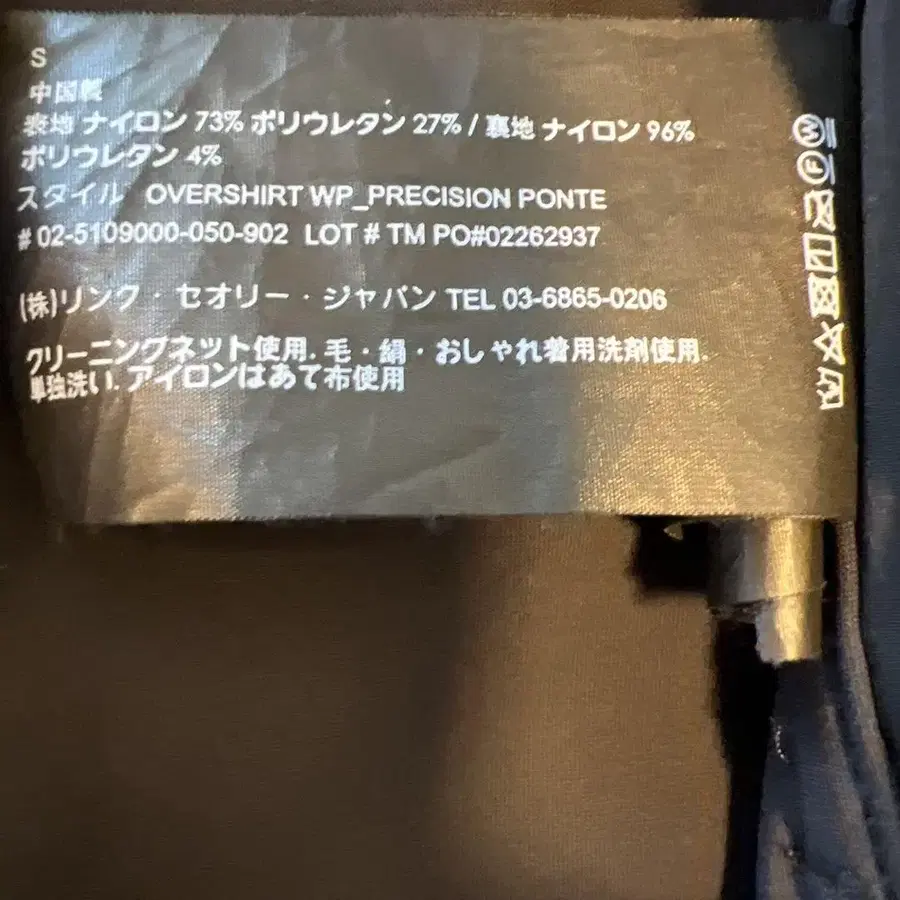 S
中国製
表地 ナイロン 73% ポリウレタン 27% / 裏地 ナイロン 96%
ポリウレタン 4%
スタイル OVERSHIRT WP_PRECISION PONTE
# 02-5109000-050-902 LOT # TM PO#02262937
(株)リンク・セオリー・ジャパン TEL 03-6865-0206
クリーニングネット使用. 毛・絹・おしゃれ着用洗剤使用.
単独洗い. アイロンはあて布使用
W
F